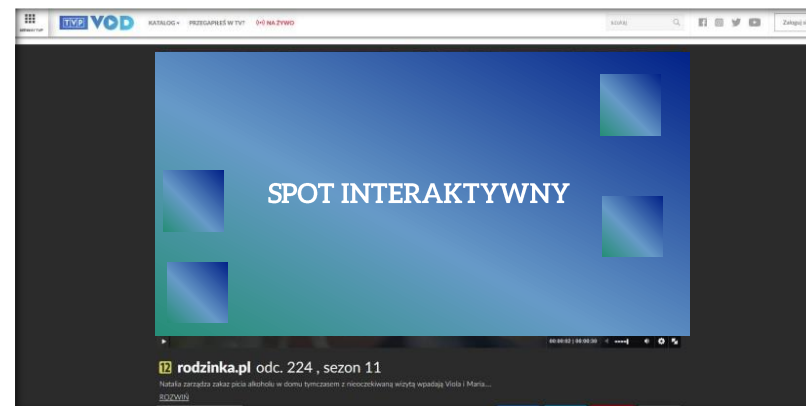 TVP VOD KATALOG PRZEGAPIŁEŚ W TV? NA ŻYWO szukaj Zaloguj
SPOT INTERAKTYWNY
00:00:02 | 00:00:30
12 rodzinka.pl odc. 224 , sezon 11
Natalia zarządza zakaz picia alkoholu w domu tymczasem z nieoczekiwaną wizytą wpadają Viola i Maria....
ROZWIŃ